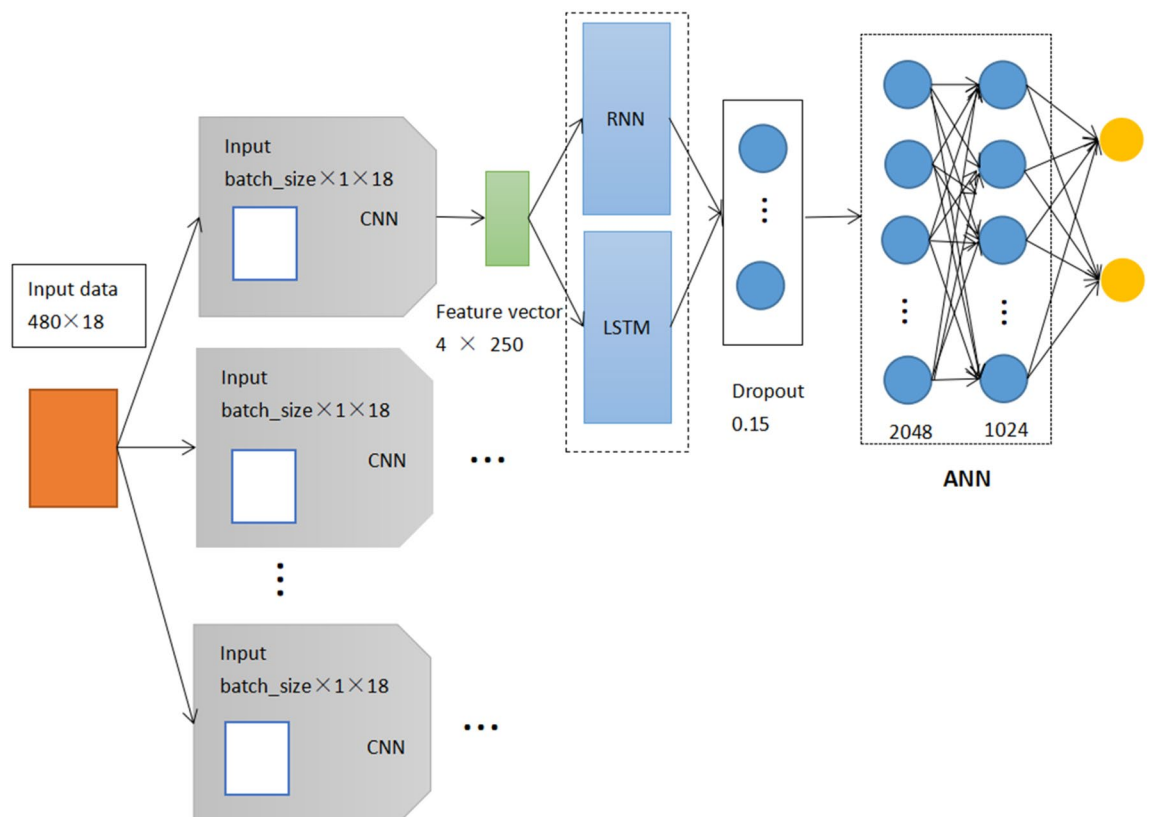 Input data
480×18
Input
batch_size×1×18
CNN
Input
batch_size×1×18
CNN
Input
batch_size×1×18
CNN
Feature vector
4 × 250
RNN
LSTM
Dropout
0.15
2048
1024
ANN